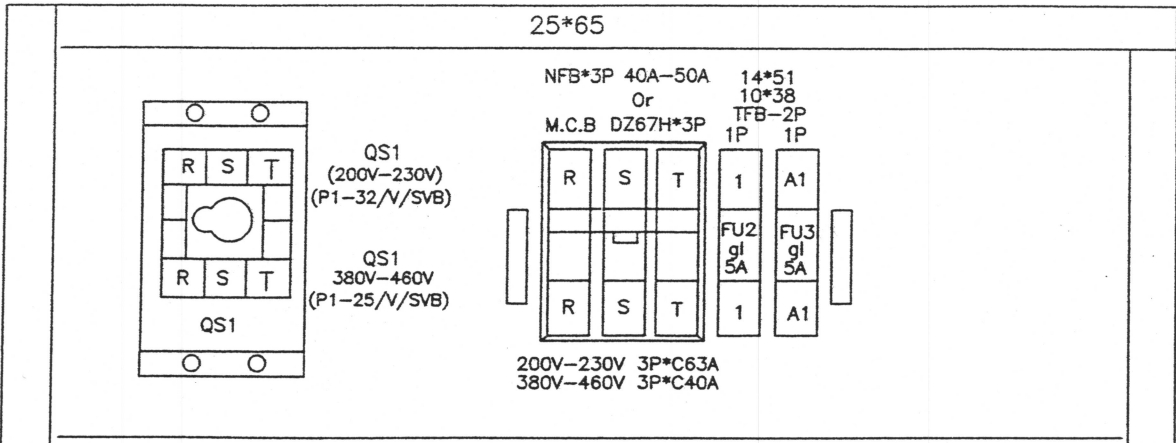 25*65
NFB*3P 40A-50A
Or
M.C.B DZ67H*3P
14*51
10*38
TFB-2P
1P 1P
R S T
QS1
(200V-230V)
(P1-32/V/SVB)
QS1
380V-460V
(P1-25/V/SVB)
R S T
QS1
R S T
R S T
200V-230V 3P*C63A
380V-460V 3P*C40A
1
FU2
gl
5A
1
A1
FU3
gl
5A
A1